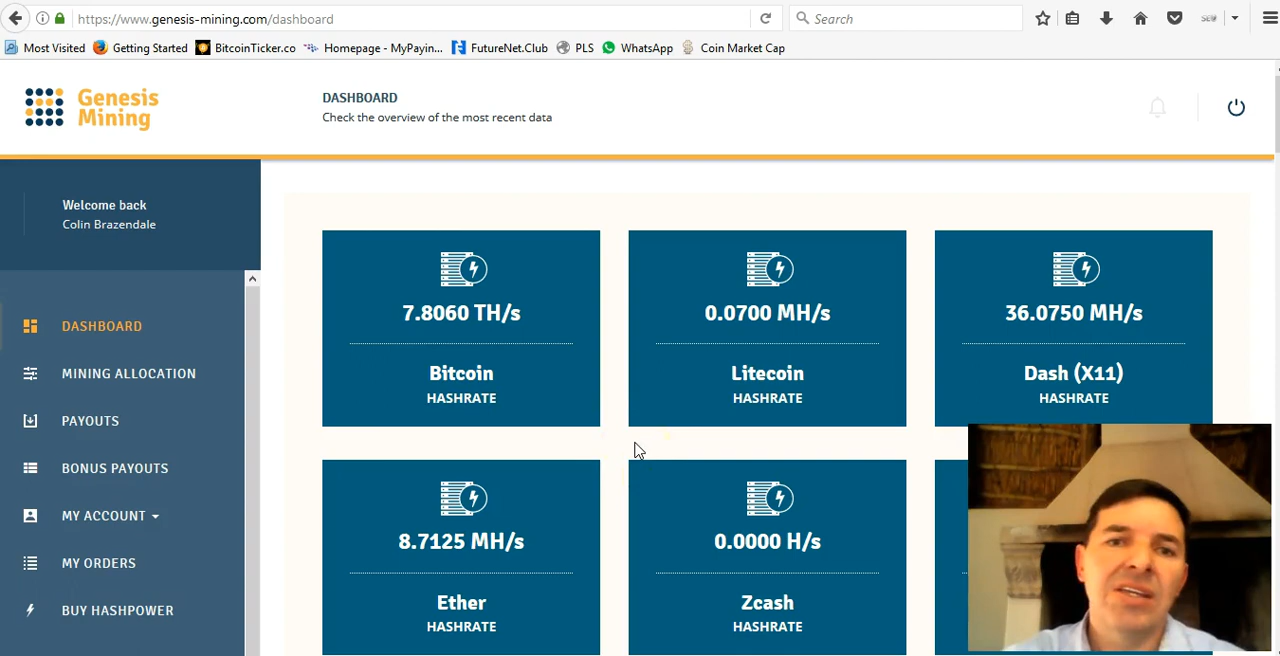 https://www.genesis-mining.com/dashboard
Search
Most Visited
Getting Started
BitcoinTicker.co
Homepage - MyPayin,...
FutureNet.Club
PLS
WhatsApp
Coin Market Cap
Genesis
Mining
DASHBOARD
Check the overview of the most recent data
Welcome back
Colin Brazendale
DASHBOARD
MINING ALLOCATION
PAYOUTS
BONUS PAYOUTS
MY ACCOUNT
MY ORDERS
BUY HASHPOWER
7.8060 TH/s
Bitcoin
HASHRATE
0.0700 MH/s
Litecoin
HASHRATE
36.0750 MH/s
Dash (X11)
HASHRATE
8.7125 MH/s
Ether
HASHRATE
0.0000 H/s
Zcash
HASHRATE